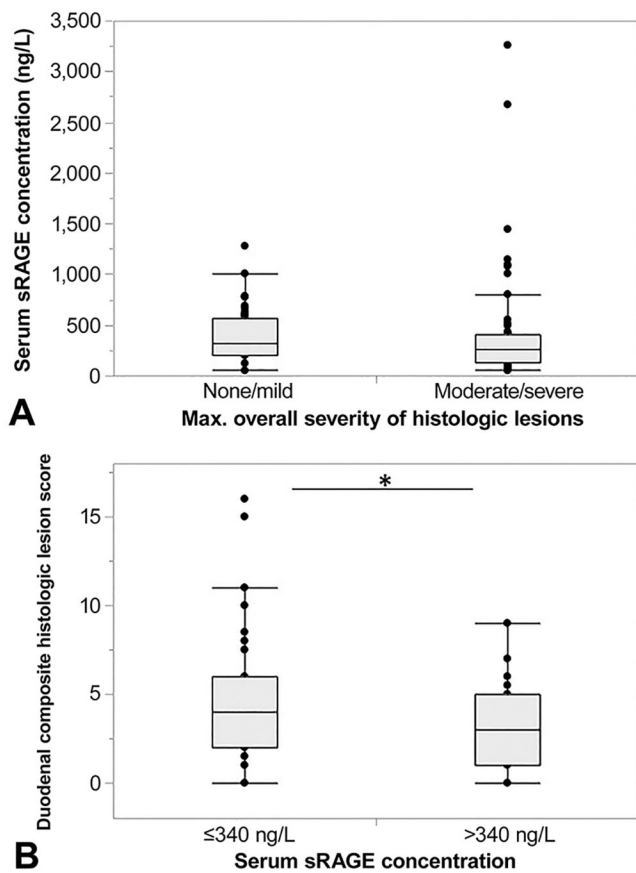 3,500
3,000
2,500
2,000
1,500
1,000
500
0
Serum sRAGE concentration (ng/L)
None/mild Moderate/severe
Max. overall severity of histologic lesions
A
*
15
10
5
0
Duodenal composite histologic lesion score
≤340 ng/L >340 ng/L
Serum sRAGE concentration
B